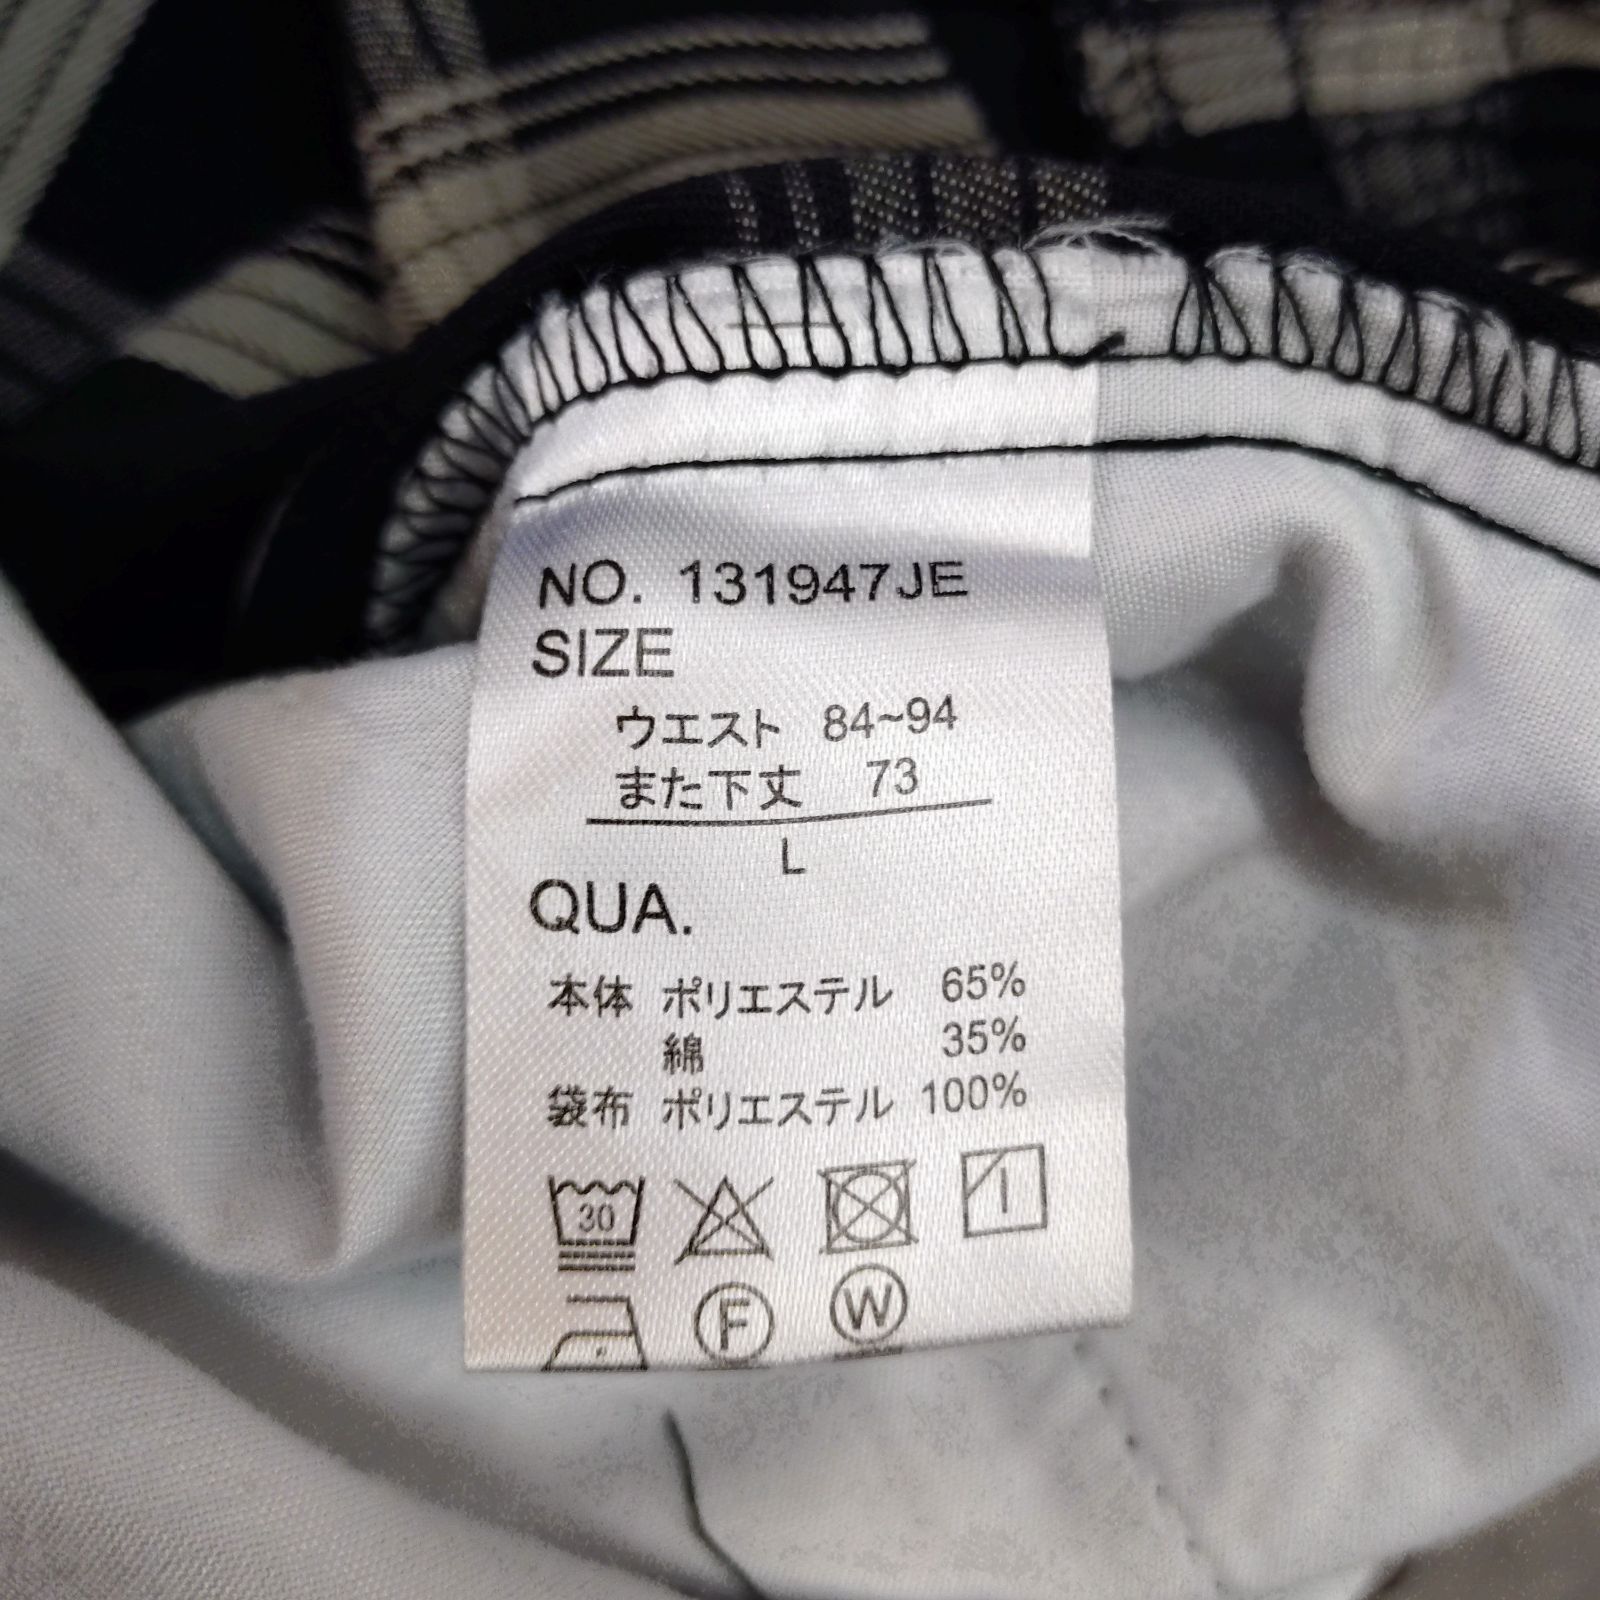 NO. 131947JE
SIZE
ウエスト 84~94
また下丈 73
L
QUA.
本体 ポリエステル 65%
綿 35%
袋布 ポリエステル 100%
30
F W